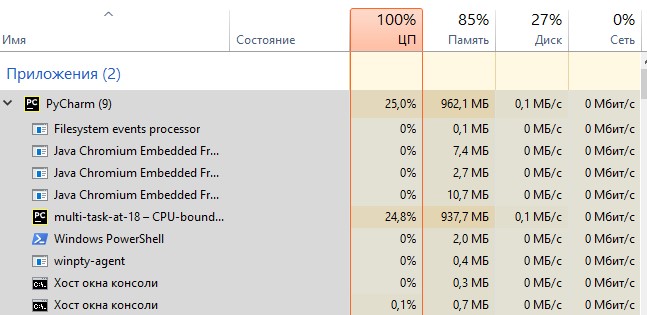 100% 85% 27% 0%
Имя Состояние ЦП Память Диск Сеть
Приложения (2)
PyCharm (9) 25,0% 962,1 МБ 0,1 МБ/с 0 Мбит/с
Filesystem events processor 0% 0,1 МБ 0 МБ/с 0 Мбит/с
Java Chromium Embedded Fr... 0% 7,4 МБ 0 МБ/с 0 Мбит/с
Java Chromium Embedded Fr... 0% 2,7 МБ 0 МБ/с 0 Мбит/с
Java Chromium Embedded Fr... 0% 10,7 МБ 0 МБ/с 0 Мбит/с
multi-task-at-18 – CPU-bound... 24,8% 937,7 МБ 0,1 МБ/с 0 Мбит/с
Windows PowerShell 0% 2,0 МБ 0 МБ/с 0 Мбит/с
winpty-agent 0% 0,4 МБ 0 МБ/с 0 Мбит/с
Хост окна консоли 0% 0,3 МБ 0 МБ/с 0 Мбит/с
Хост окна консоли 0,1% 0,7 МБ 0 МБ/с 0 Мбит/с